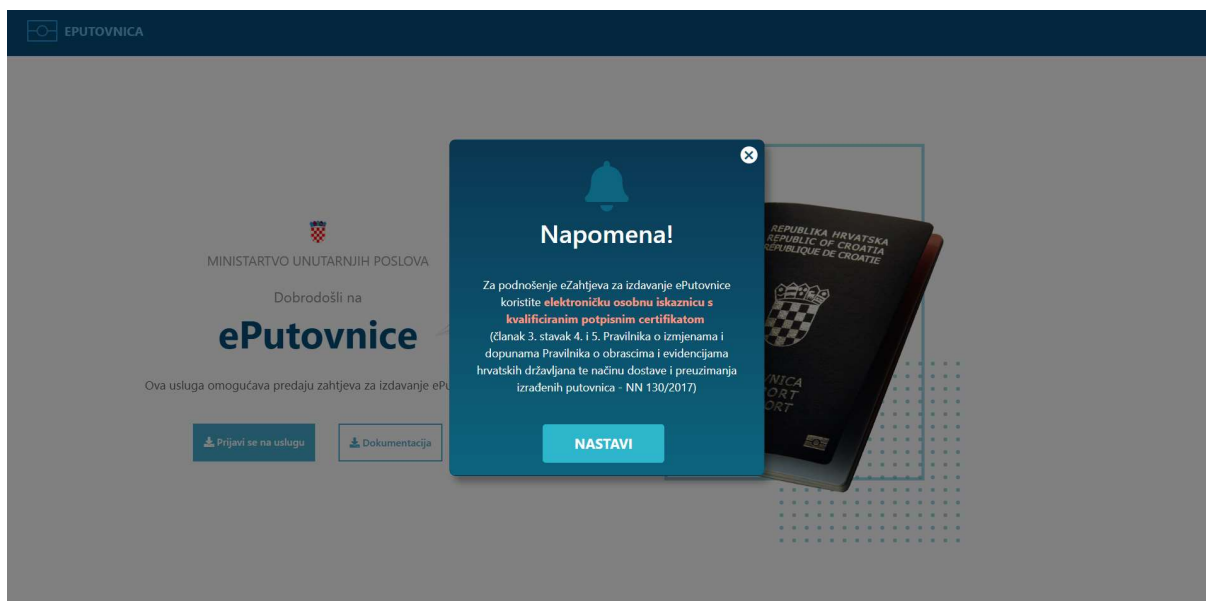 EPUTOVNICA
MINISTARTVO UNUTARNJIH POSLOVA
Dobrodošli na
ePutovnice
Ova usluga omogućava predaju zahtjeva za izdavanje
Prijavi se na uslugu
Dokumentacija
Napomena!
Za podnošenje eZahtjeva za izdavanje ePutovnice
koristite elektroničku osobnu iskaznicu s
kvalificiranim potpisnim certifikatom
(članak 3. stavak 4. i 5. Pravilnika o izmjenama i
dopunama Pravilnika o obrascima i evidencijama
hrvatskih državljana te načinu dostave i preuzimanja
izrađenih putovnica - NN 130/2017)
NASTAVI
REPUBLIKA HRVATSKA
REPUBLIC OF CROATIA
RÉPUBLIQUE DE CROATIE